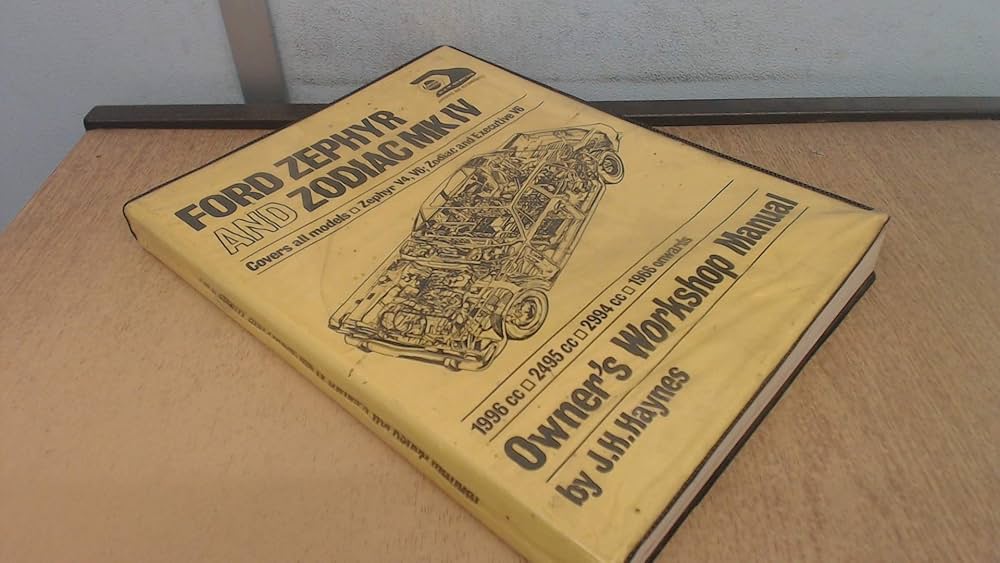 FORD ZEPHYR
AND ZODIAC MK IV
Covers all models □ Zephyr V4, V6, Zodiac and Executive V6
1996 cc □ 2495 cc □ 2994 cc □ 1966 onwards
Owner's Workshop Manual
by J.H.Haynes